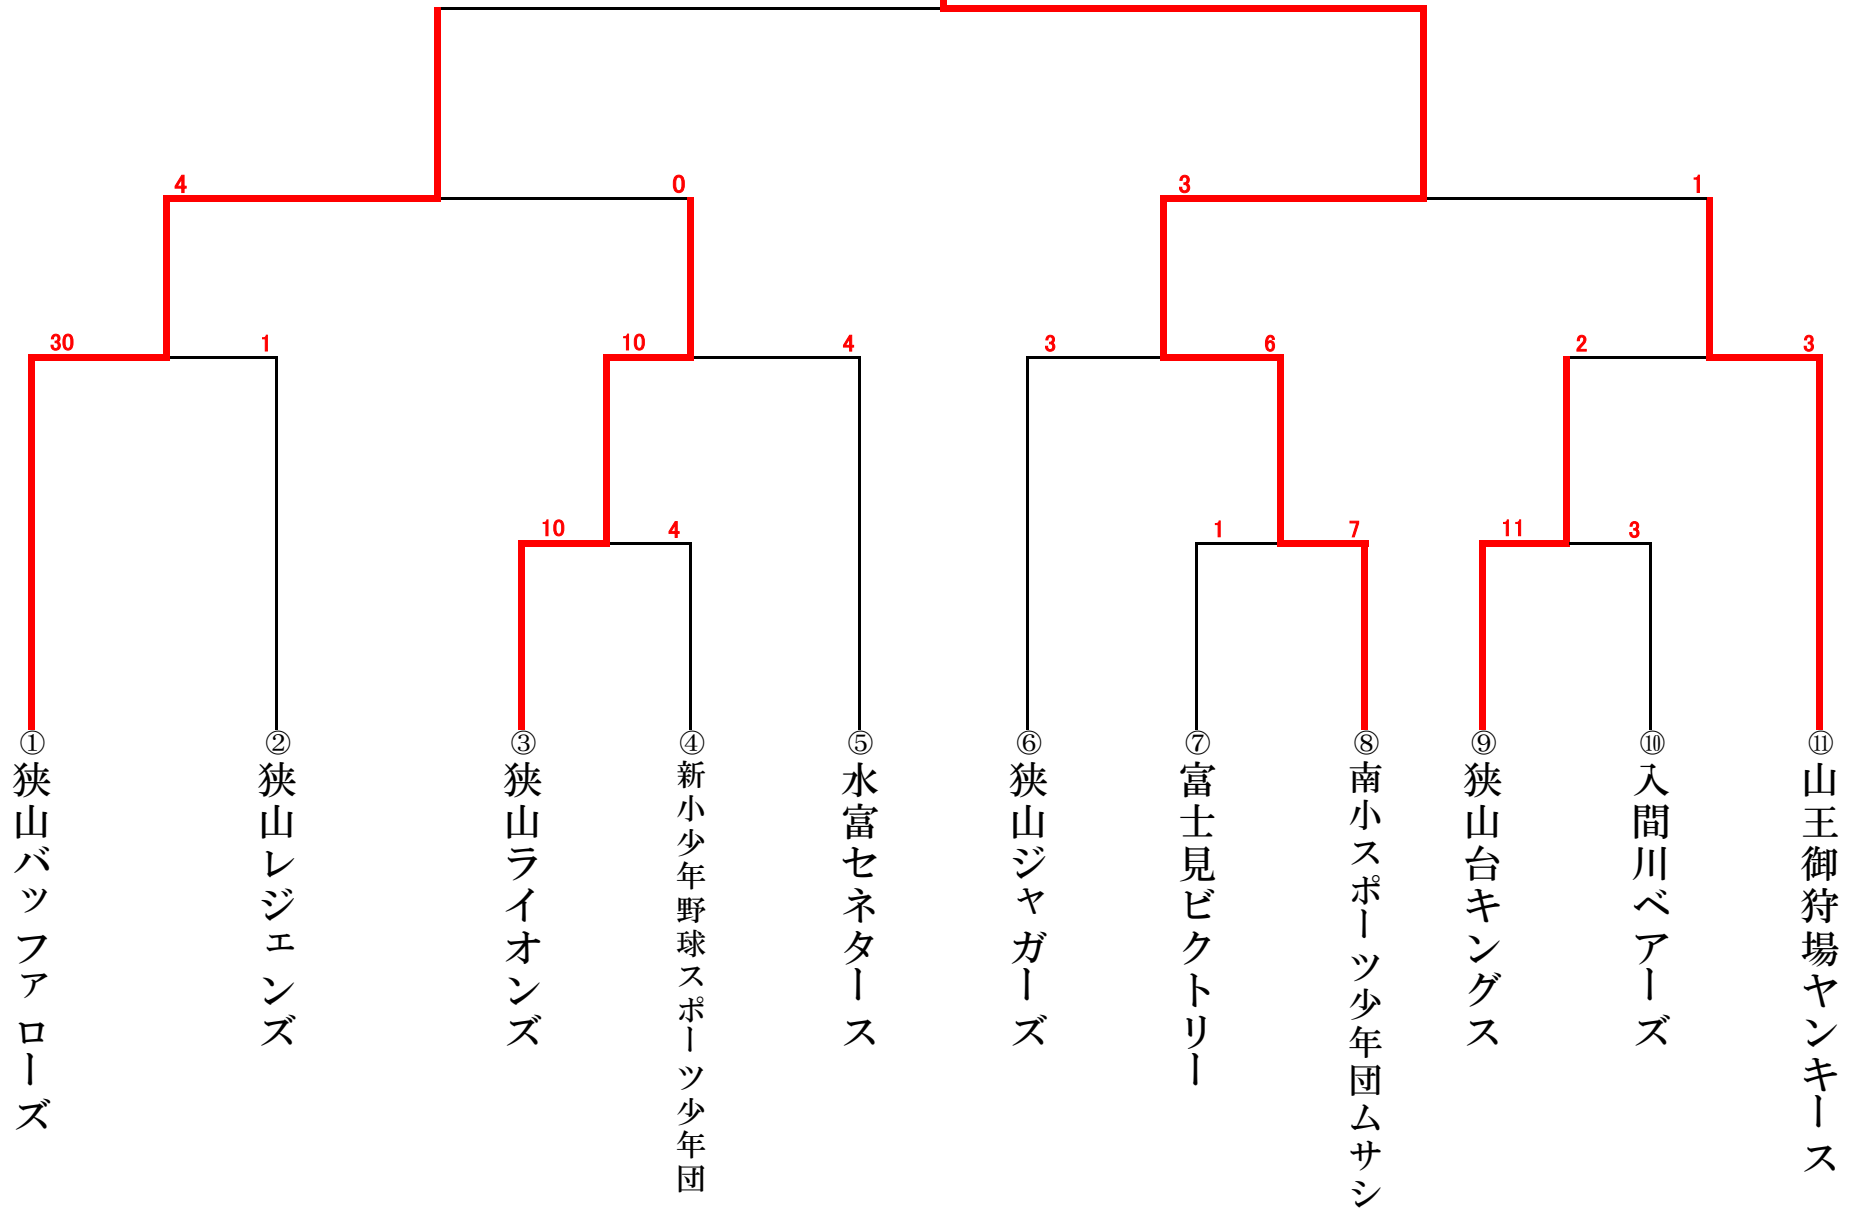 4 0 3 1
30 1 10 4 3 6 2 3
10 4 1 7 11 3
①狭山バッファローズ
②狭山レジェンズ
③狭山ライオンズ
④新小少年野球スポーツ少年団
⑤水富セネタース
⑥狭山ジャガーズ
⑦富士見ビクトリー
⑧南小スポーツ少年団ムサシ
⑨狭山台キングス
⑩入間川ベアーズ
⑪山王御狩場ヤンキース